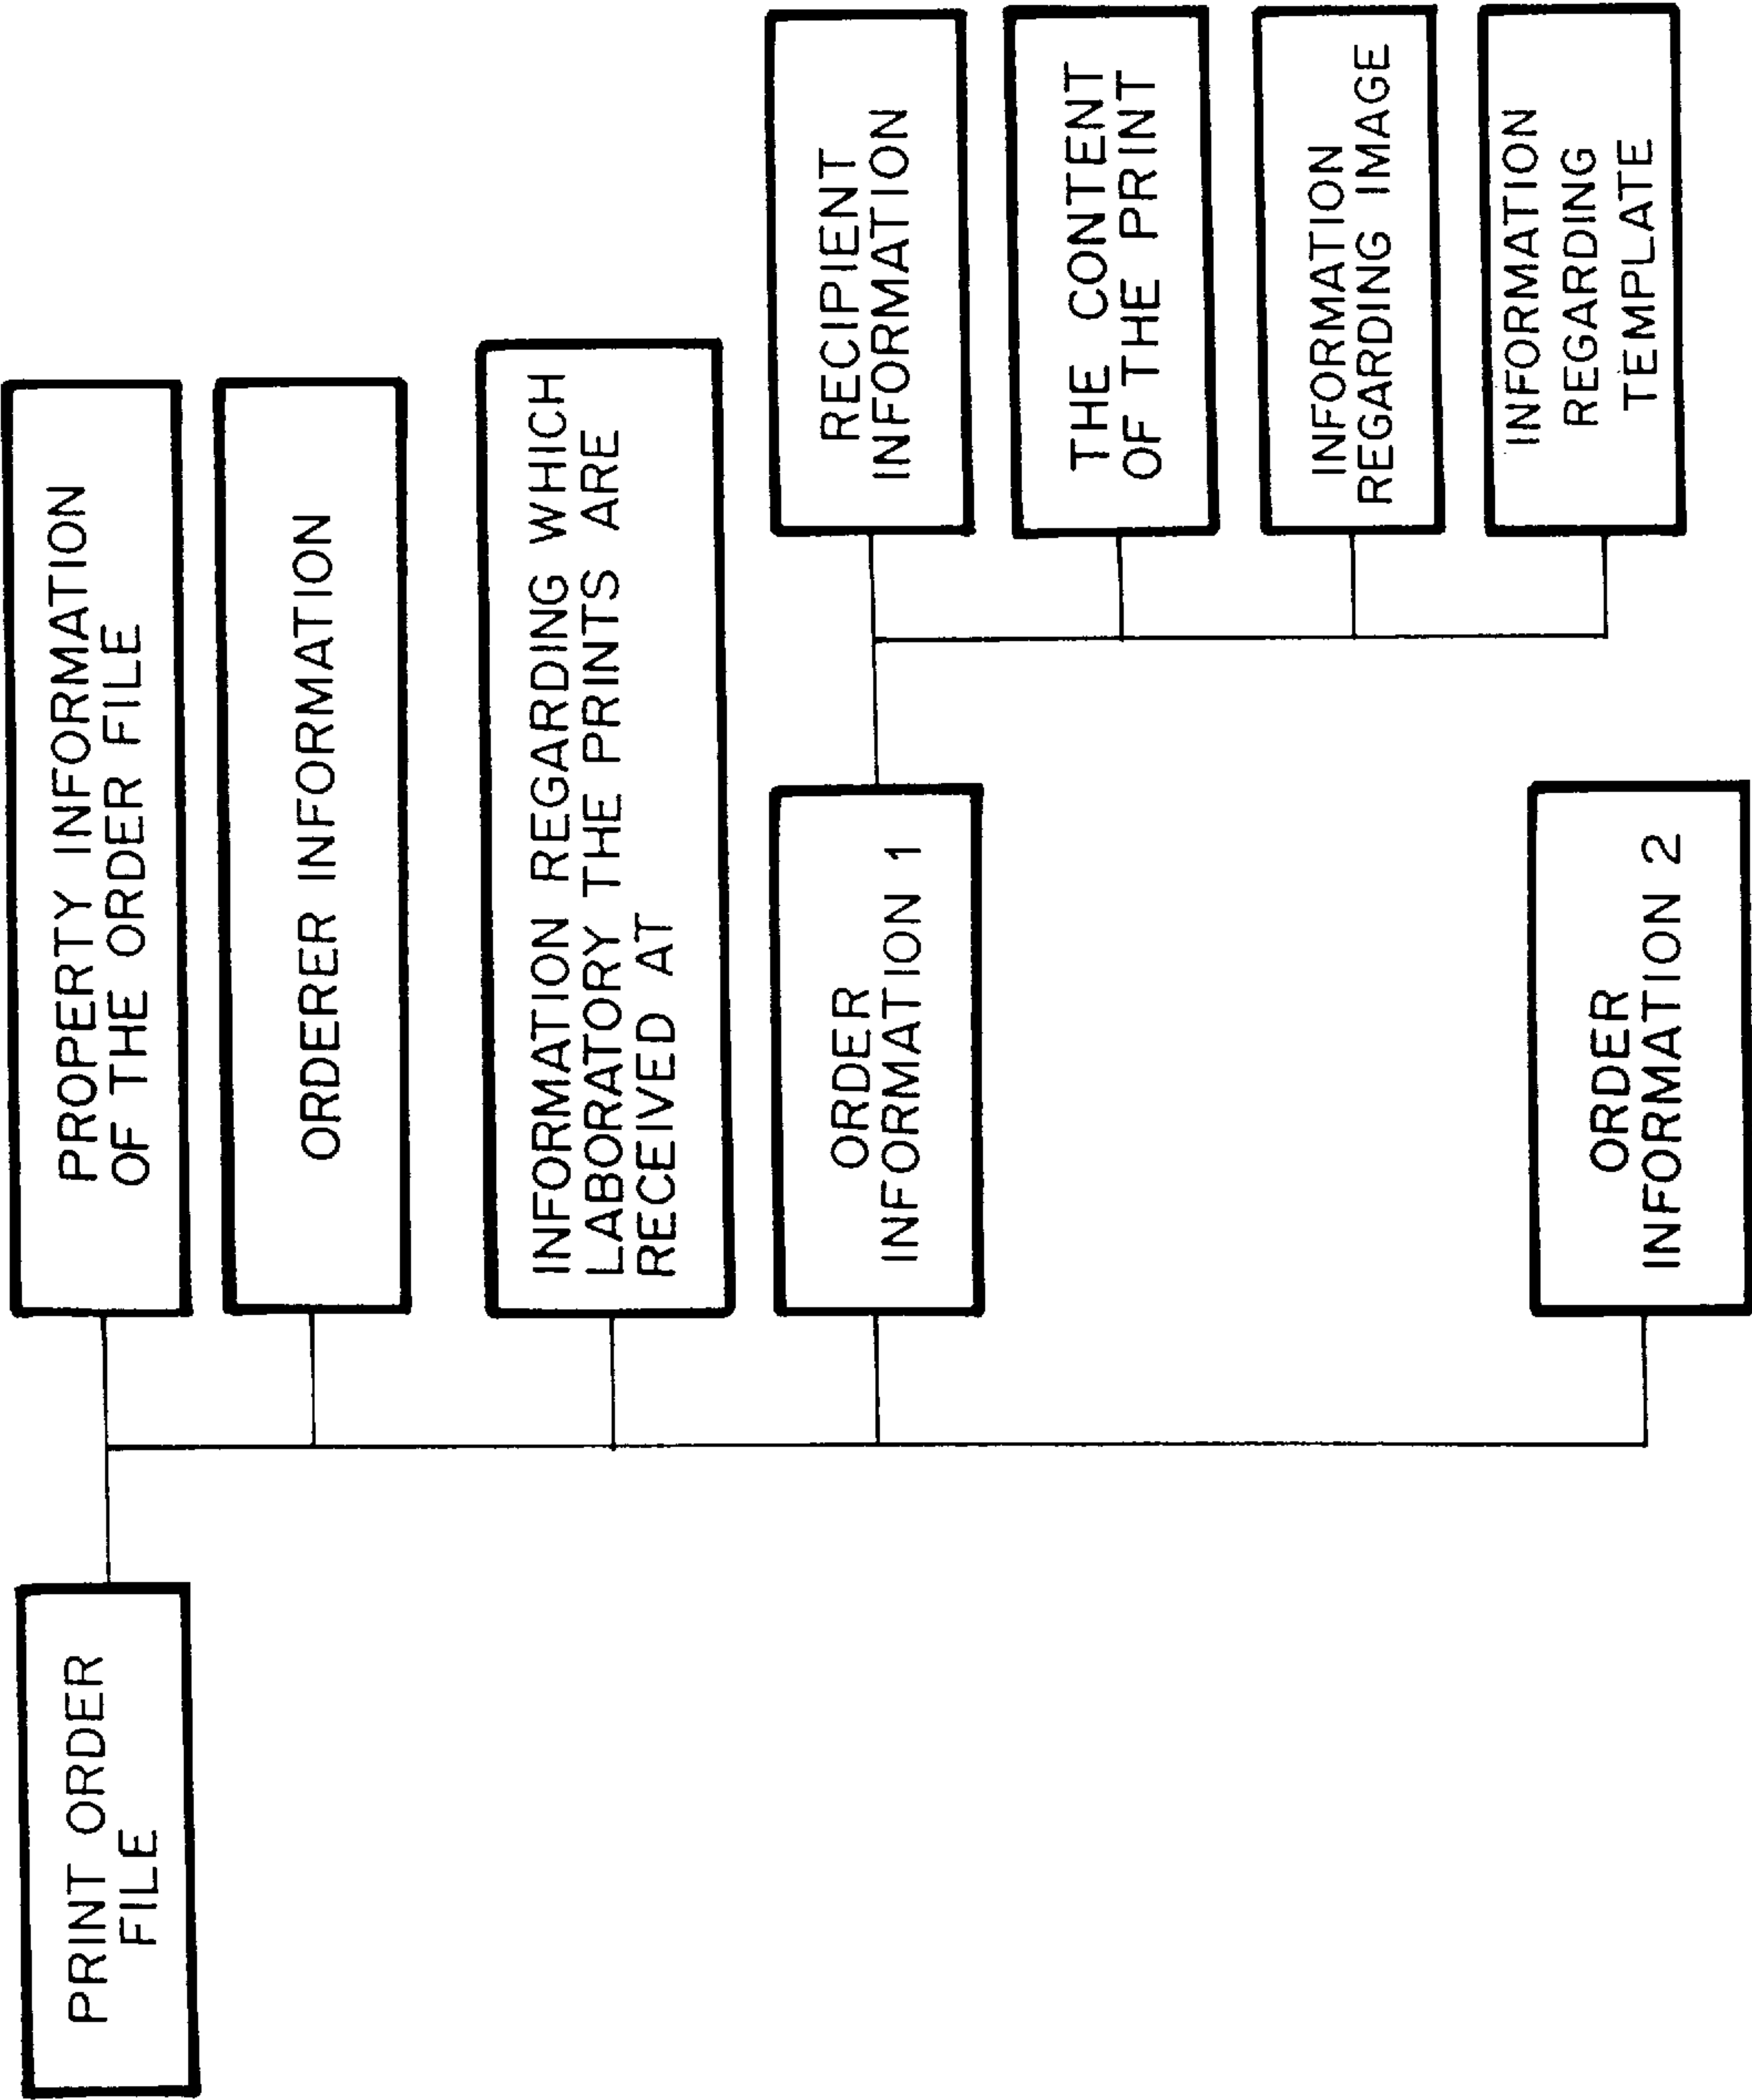 PRINT ORDER
FILE
PROPERTY INFORMATION
OF THE ORDER FILE
ORDERER INFORMATION
INFORMATION REGARDING WHICH
LABORATORY THE PRINTS ARE
RECEIVED AT
ORDER
INFORMATION 1
RECIPIENT
INFORMATION
THE CONTENT
OF THE PRINT
INFORMATION
REGARDING IMAGE
INFORMATION
REGARDING
TEMPLATE
ORDER
INFORMATION 2